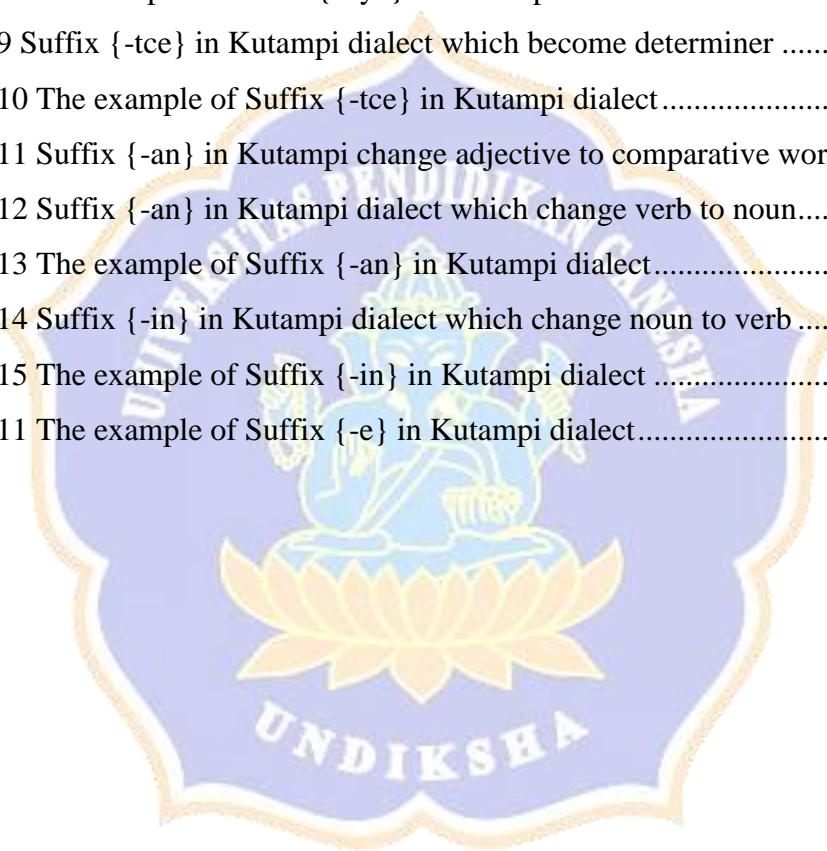 9 Suffix {-tce} in Kutampi dialect which become determiner ......
10 The example of Suffix {-tce} in Kutampi dialect.....................
11 Suffix {-an} in Kutampi change adjective to comparative wor
12 Suffix {-an} in Kutampi dialect which change verb to noun....
13 The example of Suffix {-an} in Kutampi dialect......................
14 Suffix {-in} in Kutampi dialect which change noun to verb ....
15 The example of Suffix {-in} in Kutampi dialect ......................
11 The example of Suffix {-e} in Kutampi dialect........................
UNIVERSITAS PENDIDIKAN GANESHA
UNDIKSHA